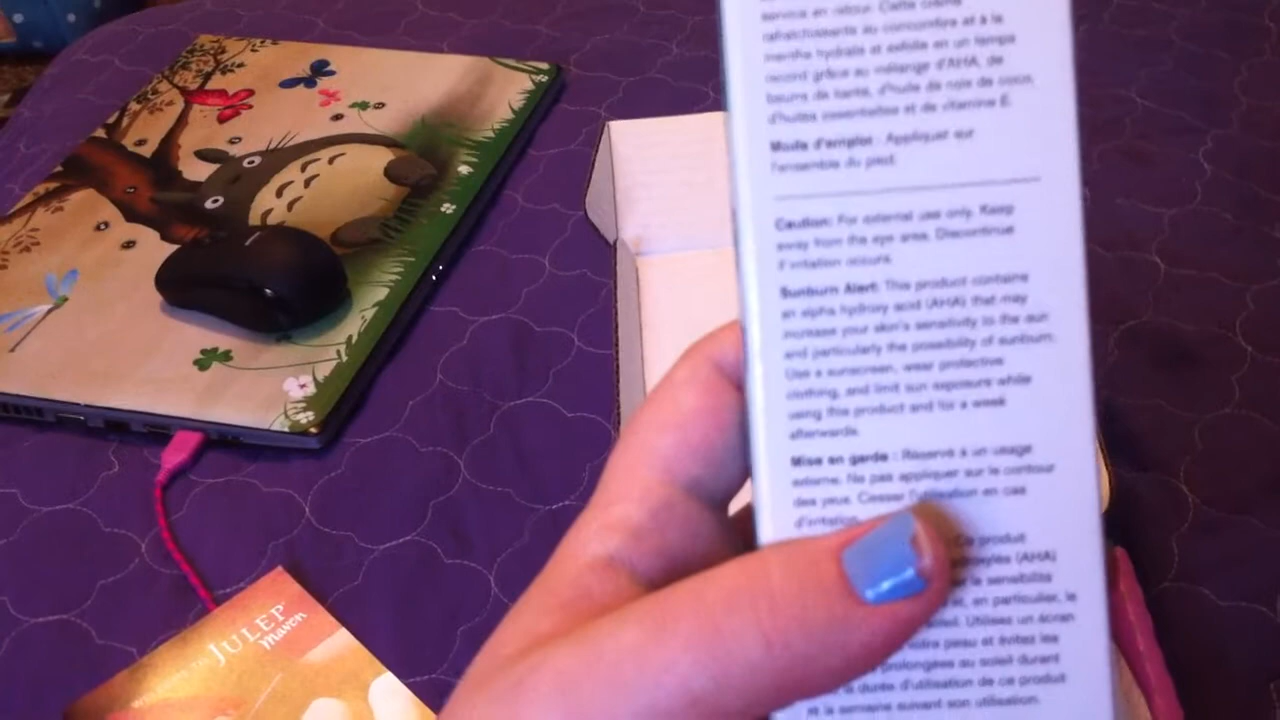 service en retour. Cette crème
rafraîchissante au concombre et à la
menthe hydrate et exfolie en un temps
record grâce au mélange d'AHA, de
beurre de karité, d'huile de noix de coco,
d'huiles essentielles et de vitamine E.
Mode d'emploi : Appliquer sur
l'ensemble du pied.
Caution: For external use only. Keep
away from the eye area. Discontinue
if irritation occurs.
Sunburn Alert: This product contains
an alpha hydroxy acid (AHA) that may
increase your skin's sensitivity to the sun
and particularly the possibility of sunburn.
Use a sunscreen, wear protective
clothing, and limit sun exposure while
using this product and for a week
afterwards.
Mise en garde : Réservé à un usage
externe. Ne pas appliquer sur le contour
des yeux. Cesser l'utilisation en cas
d'irritation.
Ce produit
(AHA)
la sensibilité
et, en particulier, le
soleil. Utilisez un écran
votre peau et évitez les
prolongées au soleil durant
la durée d'utilisation de ce produit
et la semaine suivant son utilisation.
TO
JULEP
maven